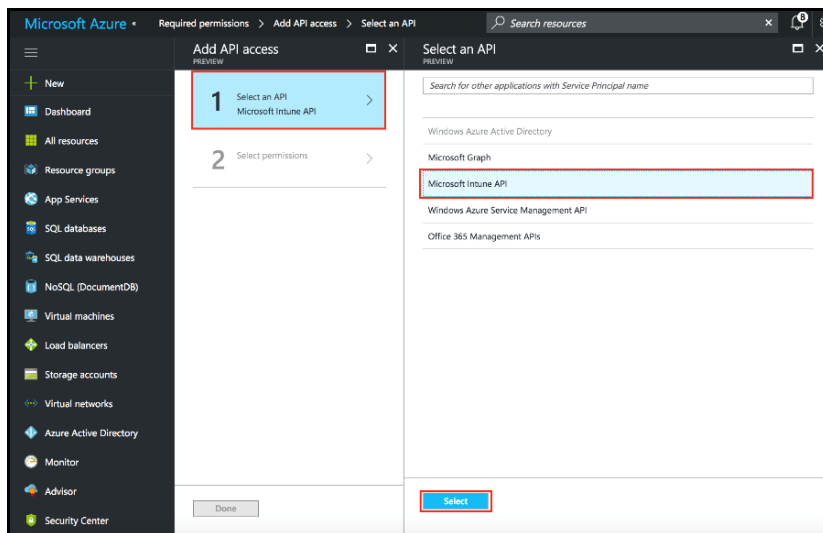 Microsoft Azure
Required permissions > Add API access > Select an API
Search resources
8
New
Dashboard
All resources
Resource groups
App Services
SQL databases
SQL data warehouses
NoSQL (DocumentDB)
Virtual machines
Load balancers
Storage accounts
Virtual networks
Azure Active Directory
Monitor
Advisor
Security Center
Add API access
PREVIEW
1
Select an API
Microsoft Intune API
2
Select permissions
Done
Select an API
PREVIEW
Search for other applications with Service Principal name
Windows Azure Active Directory
Microsoft Graph
Microsoft Intune API
Windows Azure Service Management API
Office 365 Management APIs
Select